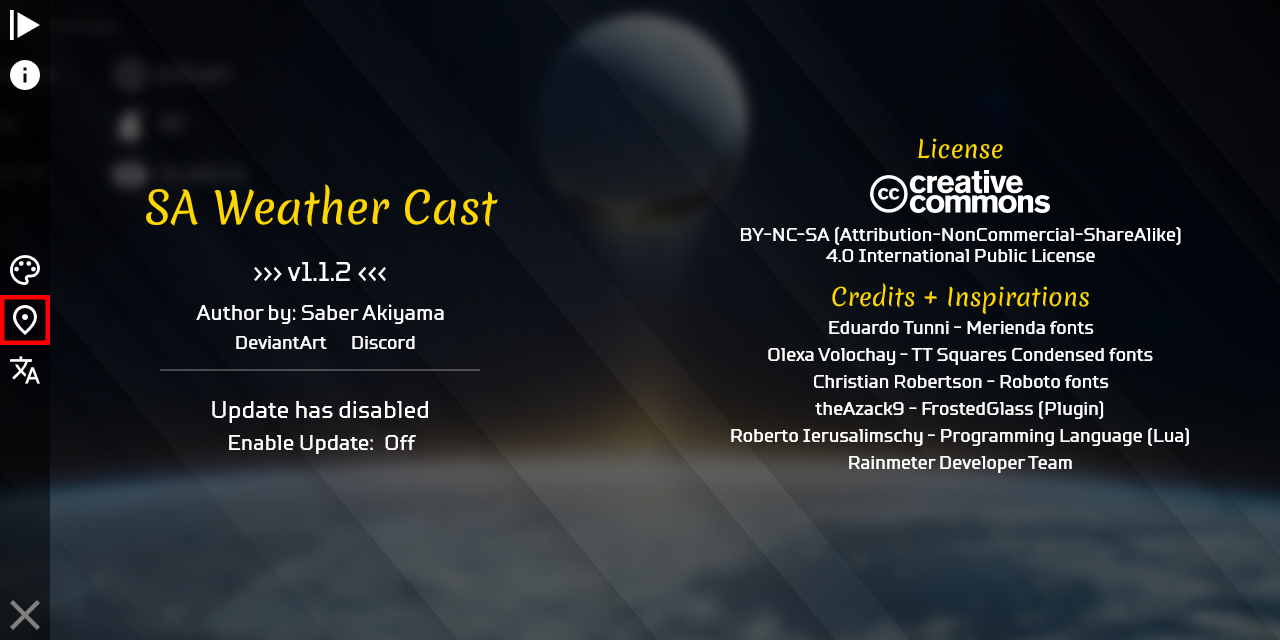 SA Weather Cast
››› v1.1.2 ‹‹‹
Author by: Saber Akiyama
DeviantArt Discord
Update has disabled
Enable Update: Off
License
cc creative commons
BY-NC-SA (Attribution-NonCommercial-ShareAlike)
4.0 International Public License
Credits + Inspirations
Eduardo Tunni - Merienda fonts
Olexa Volochay - TT Squares Condensed fonts
Christian Robertson - Roboto fonts
theAzack9 - FrostedGlass (Plugin)
Roberto Ierusalimschy - Programming Language (Lua)
Rainmeter Developer Team